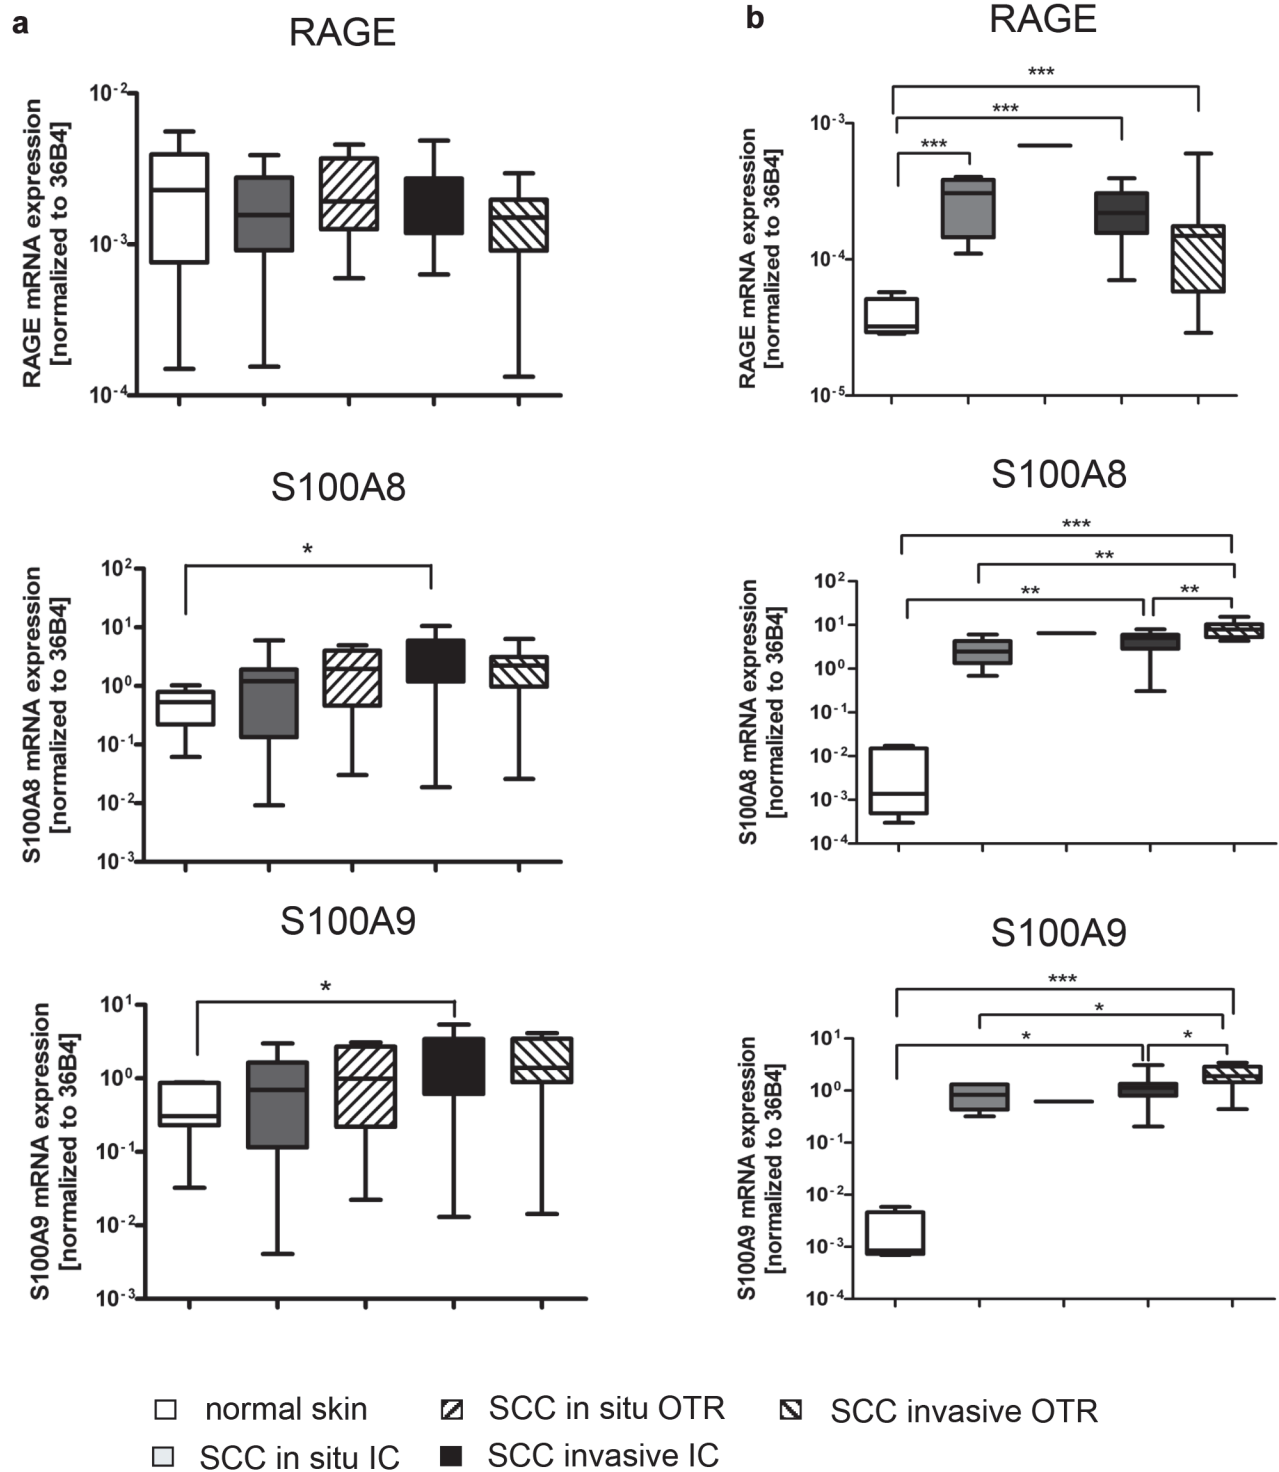 a
RAGE
RAGE mRNA expression
[normalized to 36B4]
10-2
10-3
10-4
S100A8
*
S100A8 mRNA expression
[normalized to 36B4]
102
101
100
10-1
10-2
10-3
S100A9
*
S100A9 mRNA expression
[normalized to 36B4]
101
100
10-1
10-2
10-3
b
RAGE
***
***
***
RAGE mRNA expression
[normalized to 36B4]
10-3
10-4
10-5
S100A8
***
**
**
**
S100A8 mRNA expression
[normalized to 36B4]
102
101
100
10-1
10-2
10-3
10-4
S100A9
***
*
*
*
S100A9 mRNA expression
[normalized to 36B4]
101
100
10-1
10-2
10-3
10-4
normal skin
SCC in situ OTR
SCC invasive OTR
SCC in situ IC
SCC invasive IC